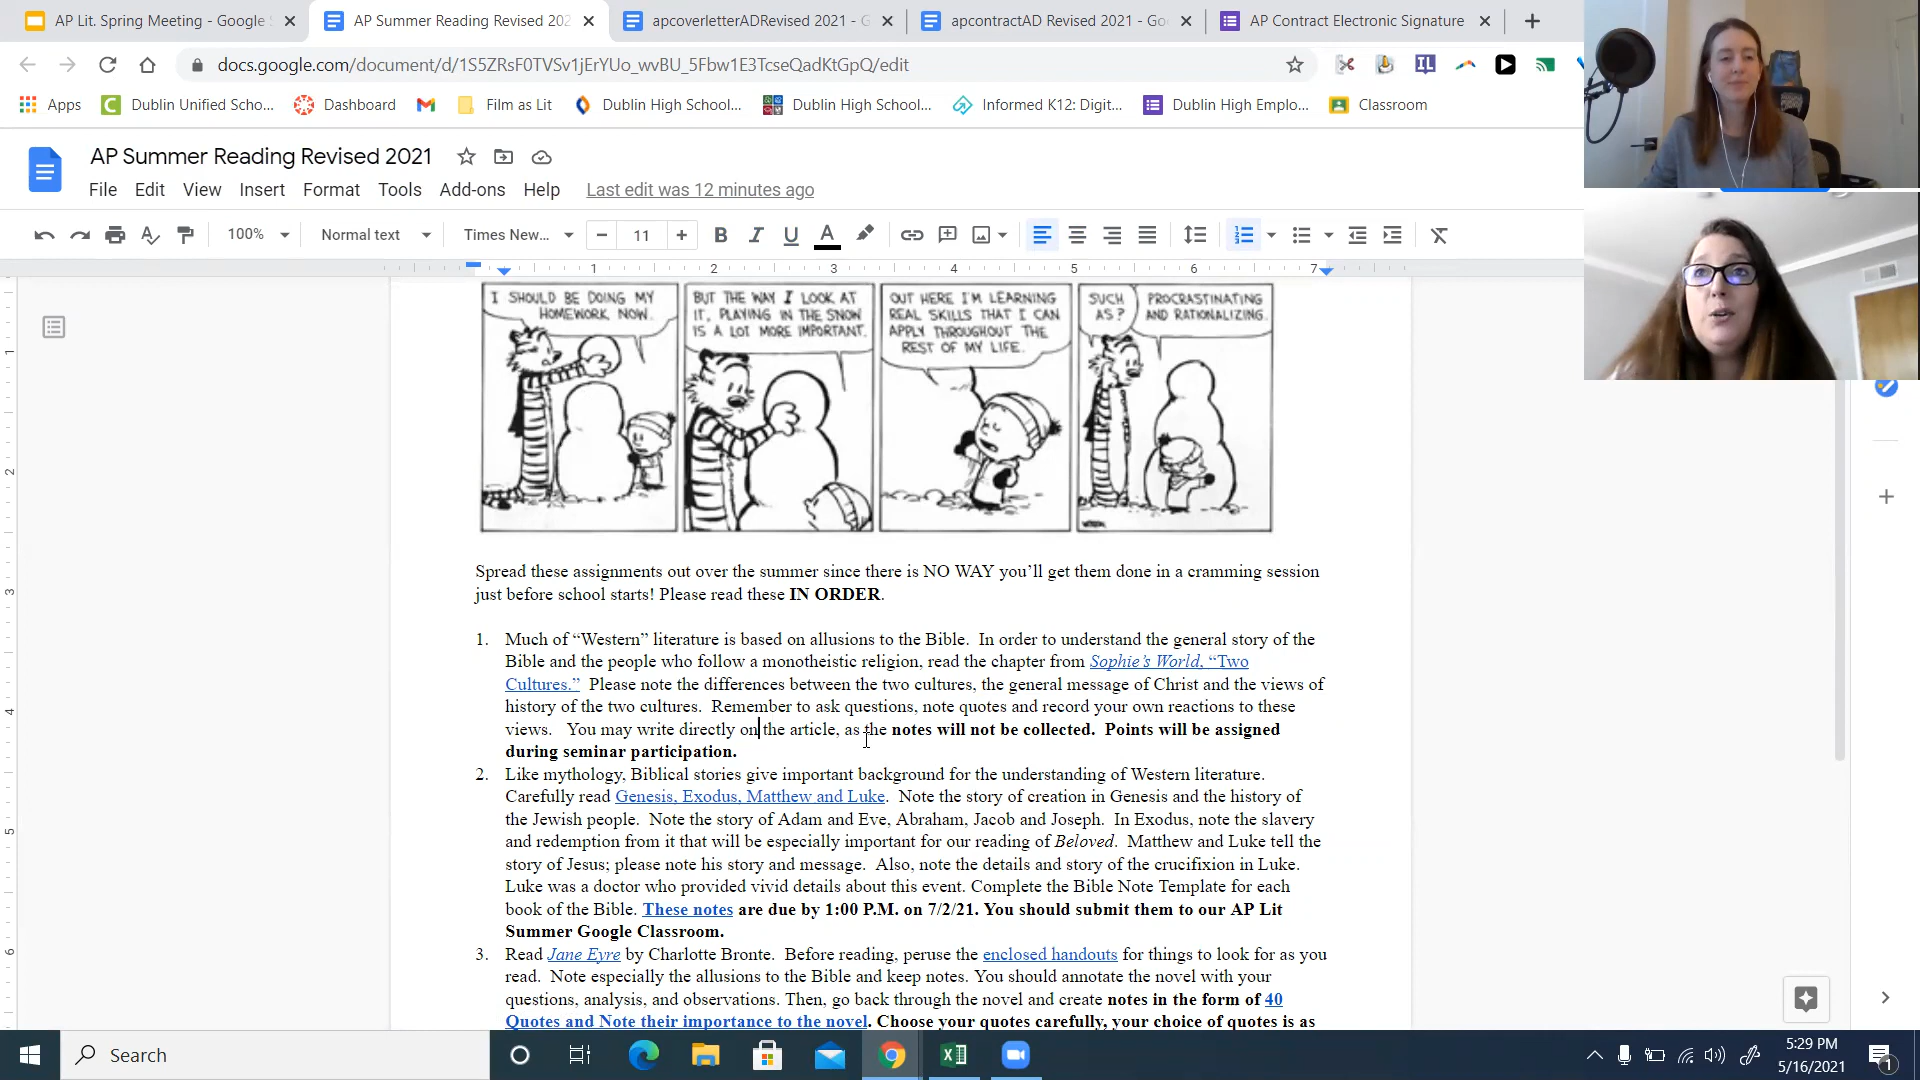 AP Lit. Spring Meeting - Google S
AP Summer Reading Revised 202
apcoverletterADRevised 2021 - G
apcontractAD Revised 2021 - Goo
AP Contract Electronic Signature
docs.google.com/document/d/1S5ZRsF0TVSv1jErYUo_wvBU_5Fbw1E3TcseQadKtGpQ/edit
IL
Apps
Dublin Unified Scho...
Dashboard
Film as Lit
Dublin High School...
Dublin High School...
Informed K12: Digit...
Dublin High Emplo...
Classroom
AP Summer Reading Revised 2021
File Edit View Insert Format Tools Add-ons Help
Last edit was 12 minutes ago
100% Normal text Times New... 11
B I U A
1 2 3 4 5 6 7
I SHOULD BE DOING MY
HOMEWORK NOW.
BUT THE WAY I LOOK AT
IT, PLAYING IN THE SNOW
IS A LOT MORE IMPORTANT.
OUT HERE I'M LEARNING
REAL SKILLS THAT I CAN
APPLY THROUGHOUT THE
REST OF MY LIFE.
SUCH
AS?
PROCRASTINATING
AND RATIONALIZING.
Spread these assignments out over the summer since there is NO WAY you’ll get them done in a cramming session
just before school starts! Please read these IN ORDER.
1. Much of “Western” literature is based on allusions to the Bible. In order to understand the general story of the
Bible and the people who follow a monotheistic religion, read the chapter from Sophie’s World, “Two
Cultures.” Please note the differences between the two cultures, the general message of Christ and the views of
history of the two cultures. Remember to ask questions, note quotes and record your own reactions to these
views. You may write directly on the article, as the notes will not be collected. Points will be assigned
during seminar participation.
2. Like mythology, Biblical stories give important background for the understanding of Western literature.
Carefully read Genesis, Exodus, Matthew and Luke. Note the story of creation in Genesis and the history of
the Jewish people. Note the story of Adam and Eve, Abraham, Jacob and Joseph. In Exodus, note the slavery
and redemption from it that will be especially important for our reading of Beloved. Matthew and Luke tell the
story of Jesus; please note his story and message. Also, note the details and story of the crucifixion in Luke.
Luke was a doctor who provided vivid details about this event. Complete the Bible Note Template for each
book of the Bible. These notes are due by 1:00 P.M. on 7/2/21. You should submit them to our AP Lit
Summer Google Classroom.
3. Read Jane Eyre by Charlotte Bronte. Before reading, peruse the enclosed handouts for things to look for as you
read. Note especially the allusions to the Bible and keep notes. You should annotate the novel with your
questions, analysis, and observations. Then, go back through the novel and create notes in the form of 40
Quotes and Note their importance to the novel. Choose your quotes carefully, your choice of quotes is as
1
2
3
4
5
6
Search
5:29 PM
5/16/2021
1